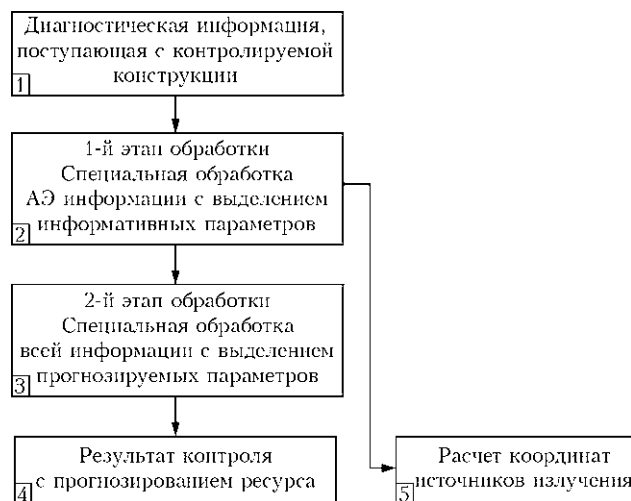 Диагностическая информация,
поступающая с контролируемой
конструкции
1
1-й этап обработки
Специальная обработка
АЭ информации с выделением
информативных параметров
2
2-й этап обработки
Специальная обработка
всей информации с выделением
прогнозируемых параметров
3
Результат контроля
с прогнозированием ресурса
4
Расчет координат
источников излучения
5